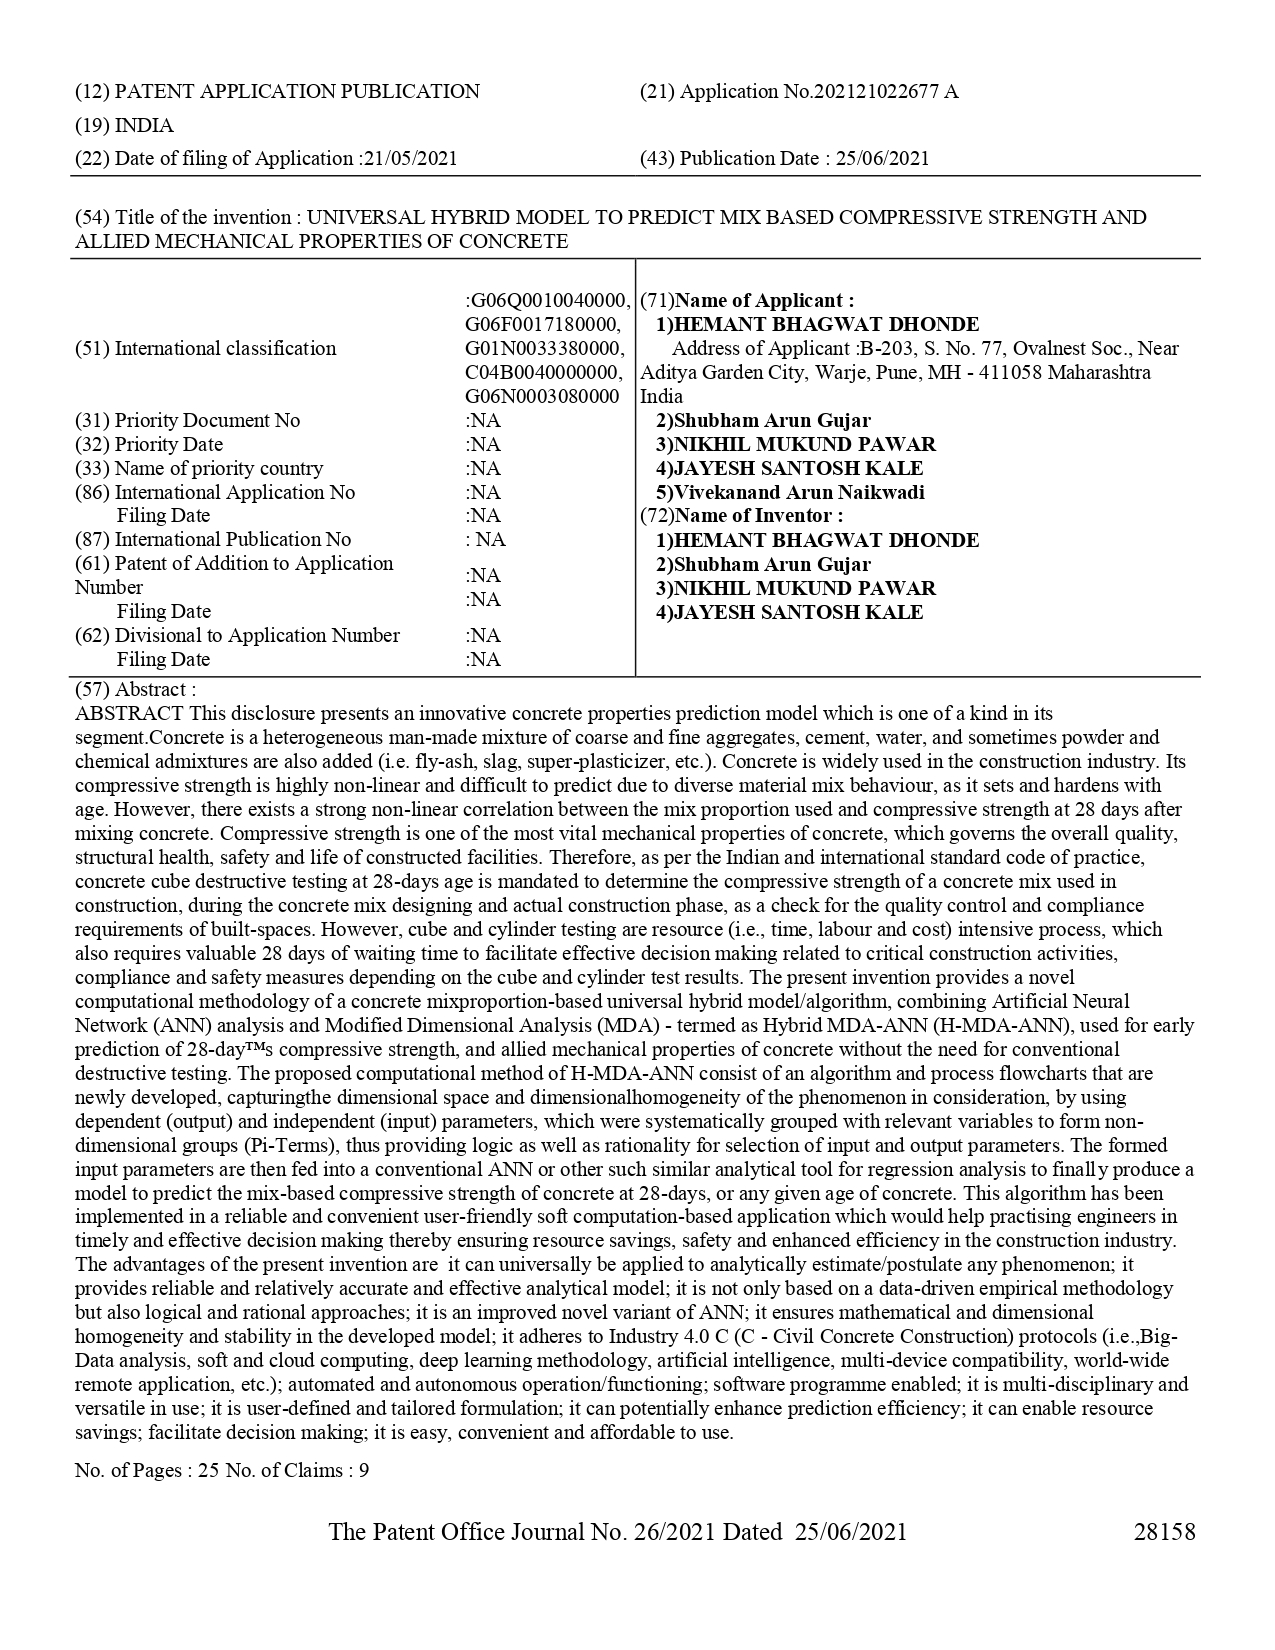 (12) PATENT APPLICATION PUBLICATION (21) Application No.202121022677 A
(19) INDIA
(22) Date of filing of Application :21/05/2021 (43) Publication Date : 25/06/2021
(54) Title of the invention : UNIVERSAL HYBRID MODEL TO PREDICT MIX BASED COMPRESSIVE STRENGTH AND
ALLIED MECHANICAL PROPERTIES OF CONCRETE
(51) International classification
:G06Q0010040000,
G06F0017180000,
G01N0033380000,
C04B0040000000,
G06N0003080000
(31) Priority Document No :NA
(32) Priority Date :NA
(33) Name of priority country :NA
(86) International Application No :NA
Filing Date :NA
(87) International Publication No : NA
(61) Patent of Addition to Application
Number :NA
Filing Date :NA
(62) Divisional to Application Number :NA
Filing Date :NA
(71)Name of Applicant :
1)HEMANT BHAGWAT DHONDE
Address of Applicant :B-203, S. No. 77, Ovalnest Soc., Near
Aditya Garden City, Warje, Pune, MH - 411058 Maharashtra
India
2)Shubham Arun Gujar
3)NIKHIL MUKUND PAWAR
4)JAYESH SANTOSH KALE
5)Vivekanand Arun Naikwadi
(72)Name of Inventor :
1)HEMANT BHAGWAT DHONDE
2)Shubham Arun Gujar
3)NIKHIL MUKUND PAWAR
4)JAYESH SANTOSH KALE
(57) Abstract :
ABSTRACT This disclosure presents an innovative concrete properties prediction model which is one of a kind in its
segment.Concrete is a heterogeneous man-made mixture of coarse and fine aggregates, cement, water, and sometimes powder and
chemical admixtures are also added (i.e. fly-ash, slag, super-plasticizer, etc.). Concrete is widely used in the construction industry. Its
compressive strength is highly non-linear and difficult to predict due to diverse material mix behaviour, as it sets and hardens with
age. However, there exists a strong non-linear correlation between the mix proportion used and compressive strength at 28 days after
mixing concrete. Compressive strength is one of the most vital mechanical properties of concrete, which governs the overall quality,
structural health, safety and life of constructed facilities. Therefore, as per the Indian and international standard code of practice,
concrete cube destructive testing at 28-days age is mandated to determine the compressive strength of a concrete mix used in
construction, during the concrete mix designing and actual construction phase, as a check for the quality control and compliance
requirements of built-spaces. However, cube and cylinder testing are resource (i.e., time, labour and cost) intensive process, which
also requires valuable 28 days of waiting time to facilitate effective decision making related to critical construction activities,
compliance and safety measures depending on the cube and cylinder test results. The present invention provides a novel
computational methodology of a concrete mixproportion-based universal hybrid model/algorithm, combining Artificial Neural
Network (ANN) analysis and Modified Dimensional Analysis (MDA) - termed as Hybrid MDA-ANN (H-MDA-ANN), used for early
prediction of 28-day™s compressive strength, and allied mechanical properties of concrete without the need for conventional
destructive testing. The proposed computational method of H-MDA-ANN consist of an algorithm and process flowcharts that are
newly developed, capturingthe dimensional space and dimensionalhomogeneity of the phenomenon in consideration, by using
dependent (output) and independent (input) parameters, which were systematically grouped with relevant variables to form non-
dimensional groups (Pi-Terms), thus providing logic as well as rationality for selection of input and output parameters. The formed
input parameters are then fed into a conventional ANN or other such similar analytical tool for regression analysis to finally produce a
model to predict the mix-based compressive strength of concrete at 28-days, or any given age of concrete. This algorithm has been
implemented in a reliable and convenient user-friendly soft computation-based application which would help practising engineers in
timely and effective decision making thereby ensuring resource savings, safety and enhanced efficiency in the construction industry.
The advantages of the present invention are it can universally be applied to analytically estimate/postulate any phenomenon; it
provides reliable and relatively accurate and effective analytical model; it is not only based on a data-driven empirical methodology
but also logical and rational approaches; it is an improved novel variant of ANN; it ensures mathematical and dimensional
homogeneity and stability in the developed model; it adheres to Industry 4.0 C (C - Civil Concrete Construction) protocols (i.e.,Big-
Data analysis, soft and cloud computing, deep learning methodology, artificial intelligence, multi-device compatibility, world-wide
remote application, etc.); automated and autonomous operation/functioning; software programme enabled; it is multi-disciplinary and
versatile in use; it is user-defined and tailored formulation; it can potentially enhance prediction efficiency; it can enable resource
savings; facilitate decision making; it is easy, convenient and affordable to use.
No. of Pages : 25 No. of Claims : 9
The Patent Office Journal No. 26/2021 Dated 25/06/2021 28158